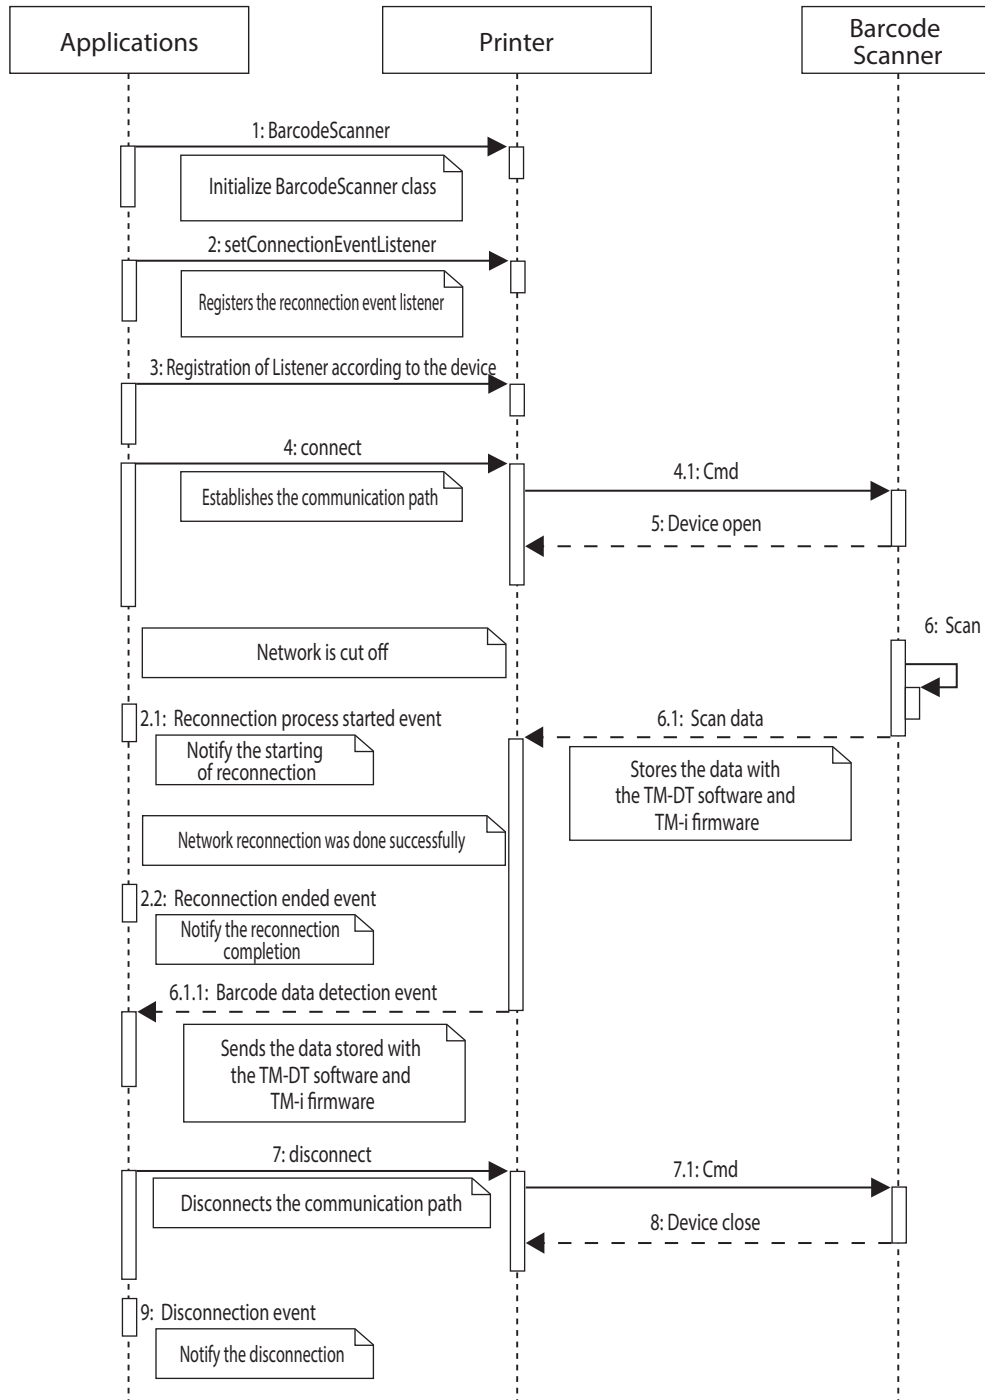 Applications
Printer
Barcode
Scanner
1: BarcodeScanner
Initialize BarcodeScanner class
2: setConnectionEventListener
Registers the reconnection event listener
3: Registration of Listener according to the device
4: connect
Establishes the communication path
4.1: Cmd
5: Device open
Network is cut off
6: Scan
2.1: Reconnection process started event
Notify the starting
of reconnection
6.1: Scan data
Stores the data with
the TM-DT software and
TM-i firmware
Network reconnection was done successfully
2.2: Reconnection ended event
Notify the reconnection
completion
6.1.1: Barcode data detection event
Sends the data stored with
the TM-DT software and
TM-i firmware
7: disconnect
Disconnects the communication path
7.1: Cmd
8: Device close
9: Disconnection event
Notify the disconnection